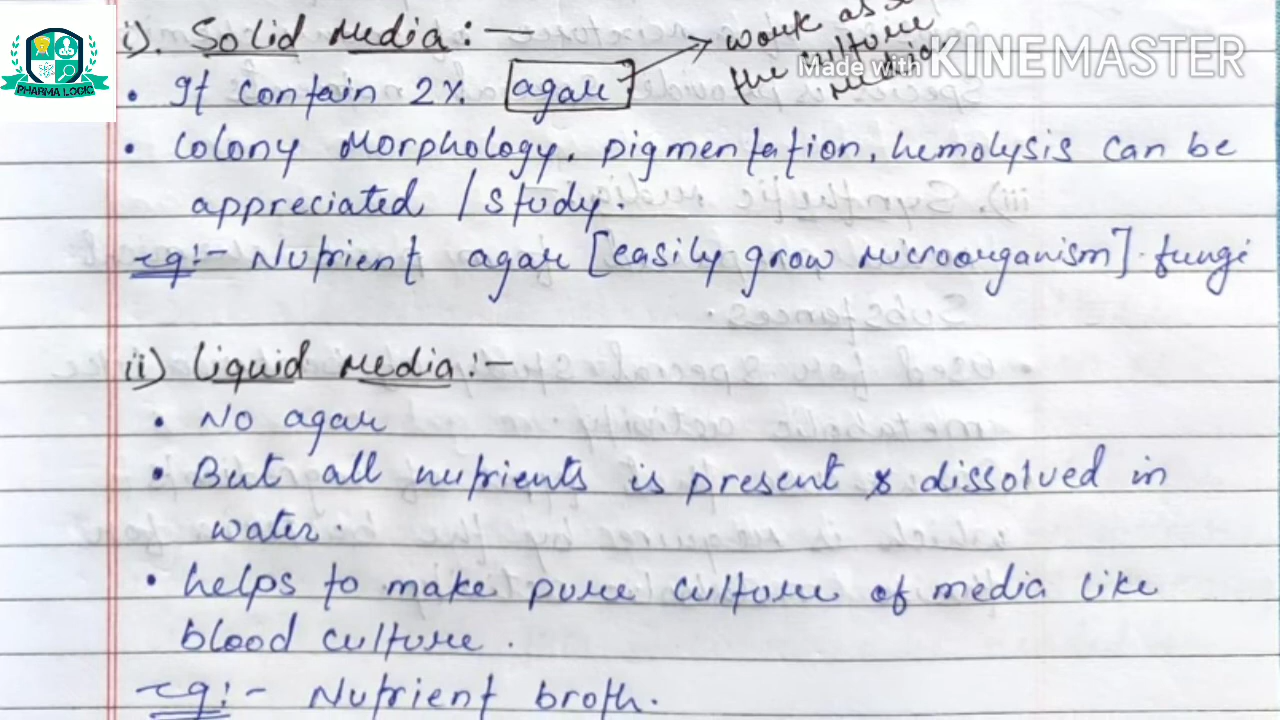 PHARMA LOGIC
Made with KINEMASTER
i). Solid media :-
work as a
the culture
• It contain 2%. agar
• Colony Morphology, pigmentation, hemolysis can be
appreciated / study.
eg:- Nutrient agar [easily grow microorganism]. fungi
ii) liquid media :-
• No agar
• But all nutrients is present & dissolved in
water.
• helps to make pure culture of media like
blood culture.
eg:- Nutrient broth.